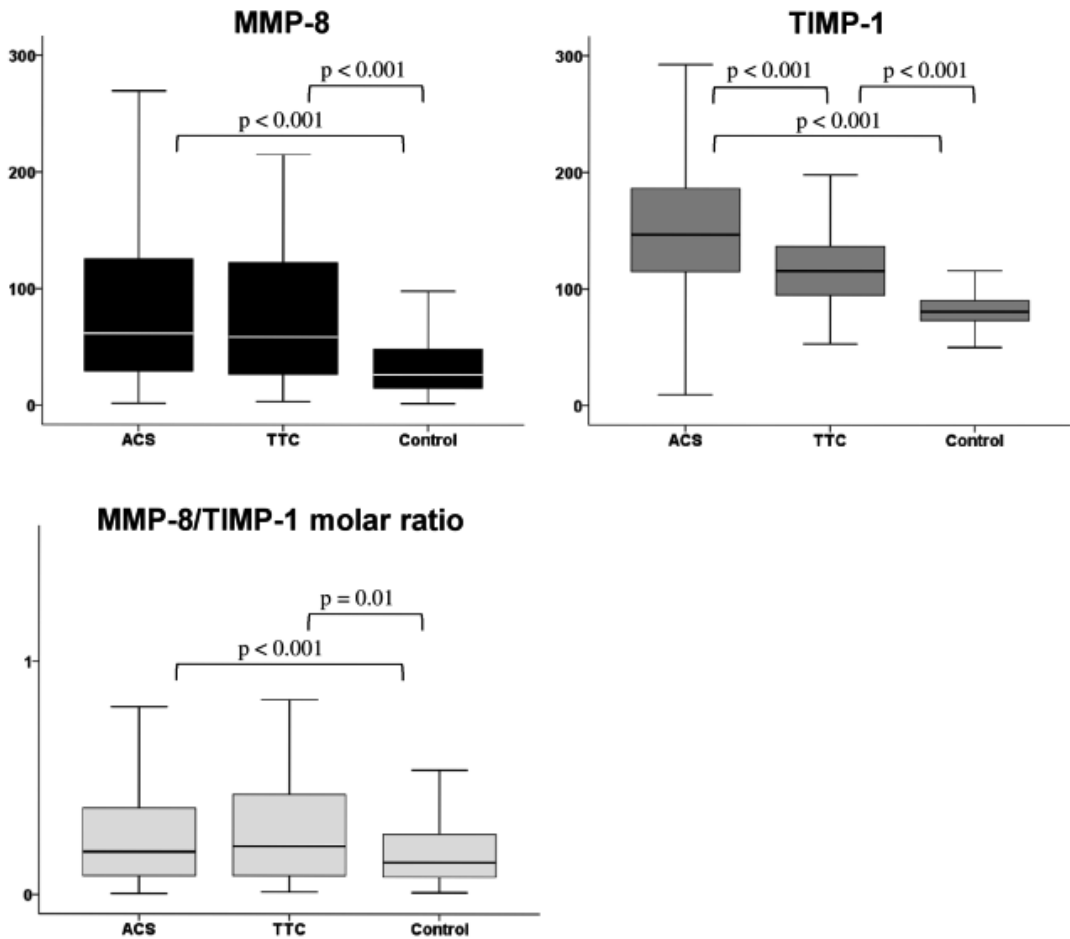 MMP-8
300
200
100
0
p < 0.001
p < 0.001
ACS TTC Control
TIMP-1
300
200
100
0
p < 0.001 p < 0.001
p < 0.001
ACS TTC Control
MMP-8/TIMP-1 molar ratio
1
0
p = 0.01
p < 0.001
ACS TTC Control